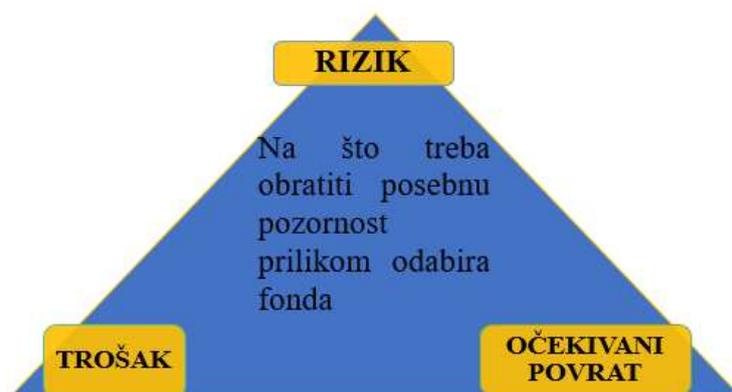 RIZIK
Na što treba
obratiti posebnu
pozornost
prilikom odabira
fonda
TROŠAK
OČEKIVANI
POVRAT